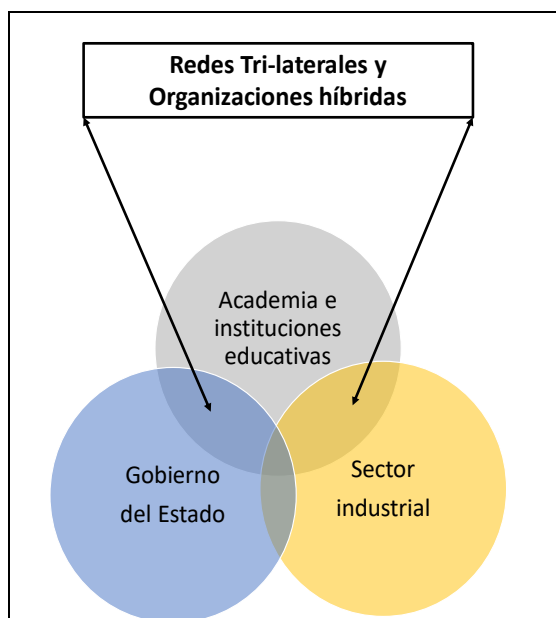 Redes Tri-laterales y
Organizaciones híbridas
Academia e
instituciones
educativas
Gobierno
del Estado
Sector
industrial